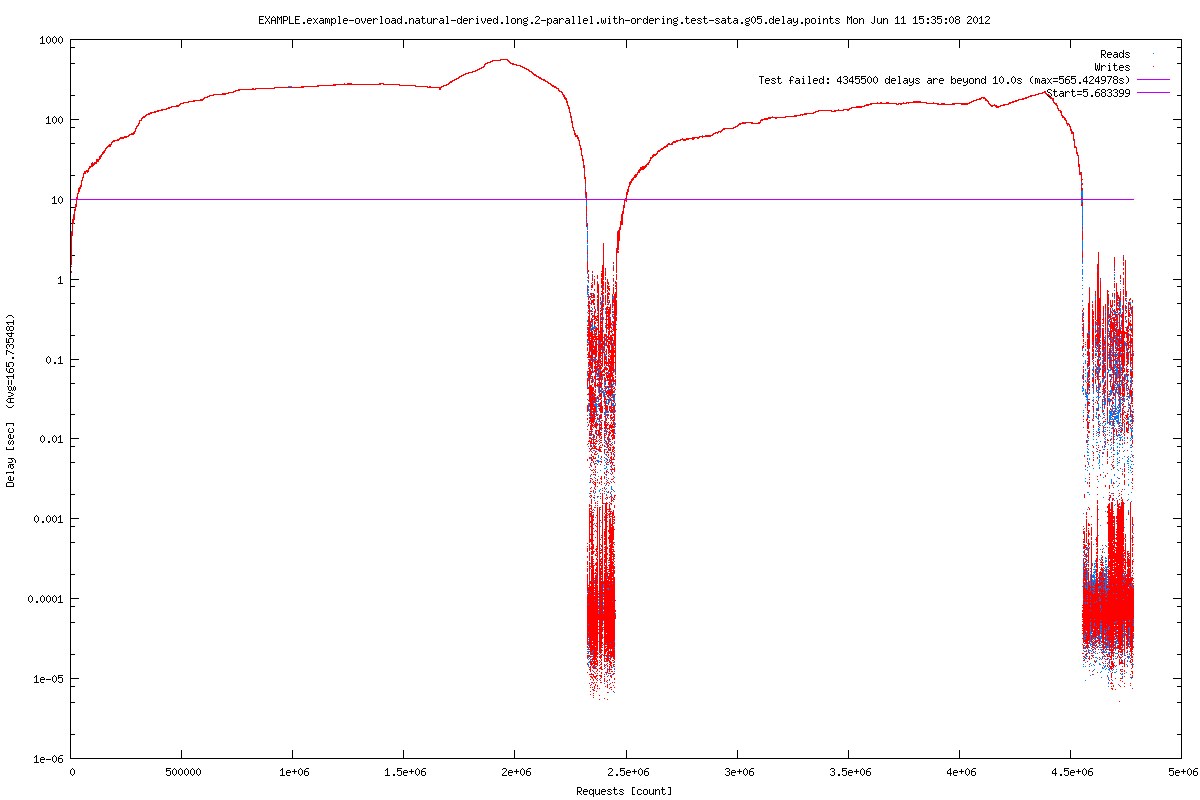 EXAMPLE.example-overload.natural-derived.long.2-parallel.with-ordering.test-sata.g05.delay.points Mon Jun 11 15:35:08 2012
Reads
Writes
Test failed: 4345500 delays are beyond 10.0s (max=565.424978s)
Start=5.683399
1000
100
10
1
0.1
0.01
0.001
0.0001
1e-05
1e-06
Delay [sec] (Avg=165.735481)
0 500000 1e+06 1.5e+06 2e+06 2.5e+06 3e+06 3.5e+06 4e+06 4.5e+06 5e+06
Requests [count]